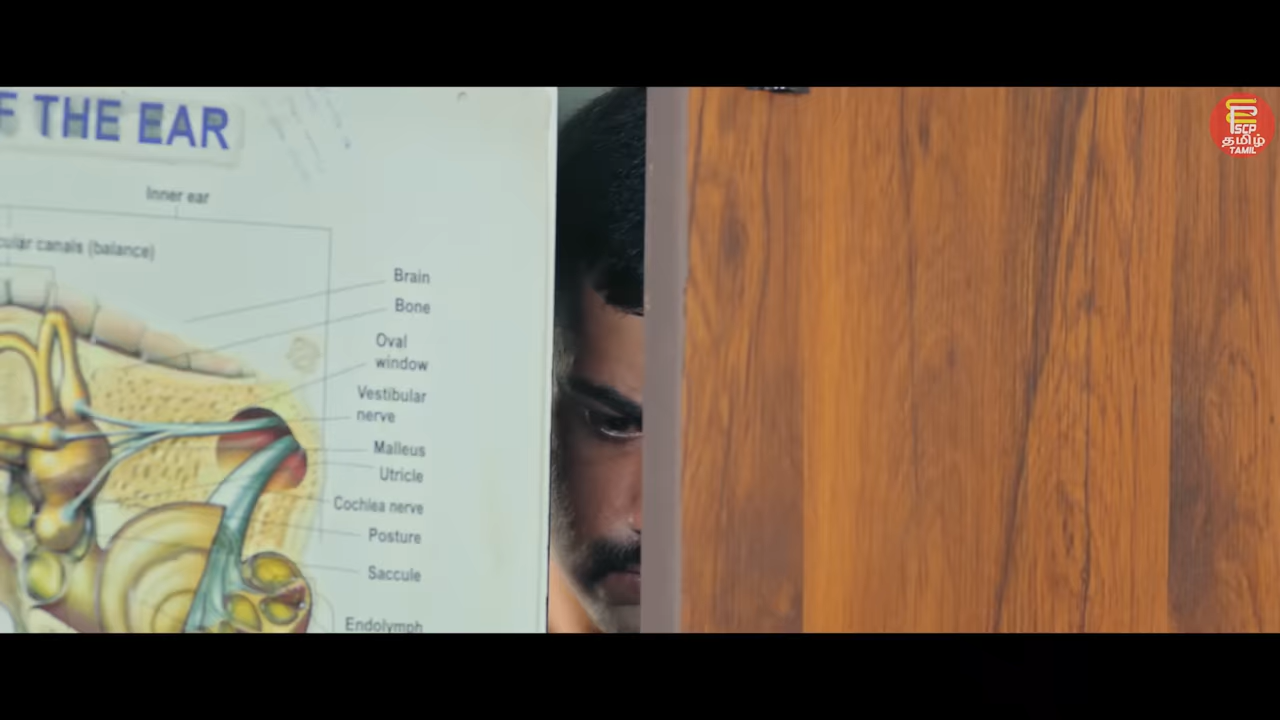 F THE EAR
Inner ear
cular canals (balance)
Brain
Bone
Oval
window
Vestibular
nerve
Malleus
Utricle
Cochlea nerve
Posture
Saccule
Endolymph
SCP
தமிழ்
TAMIL